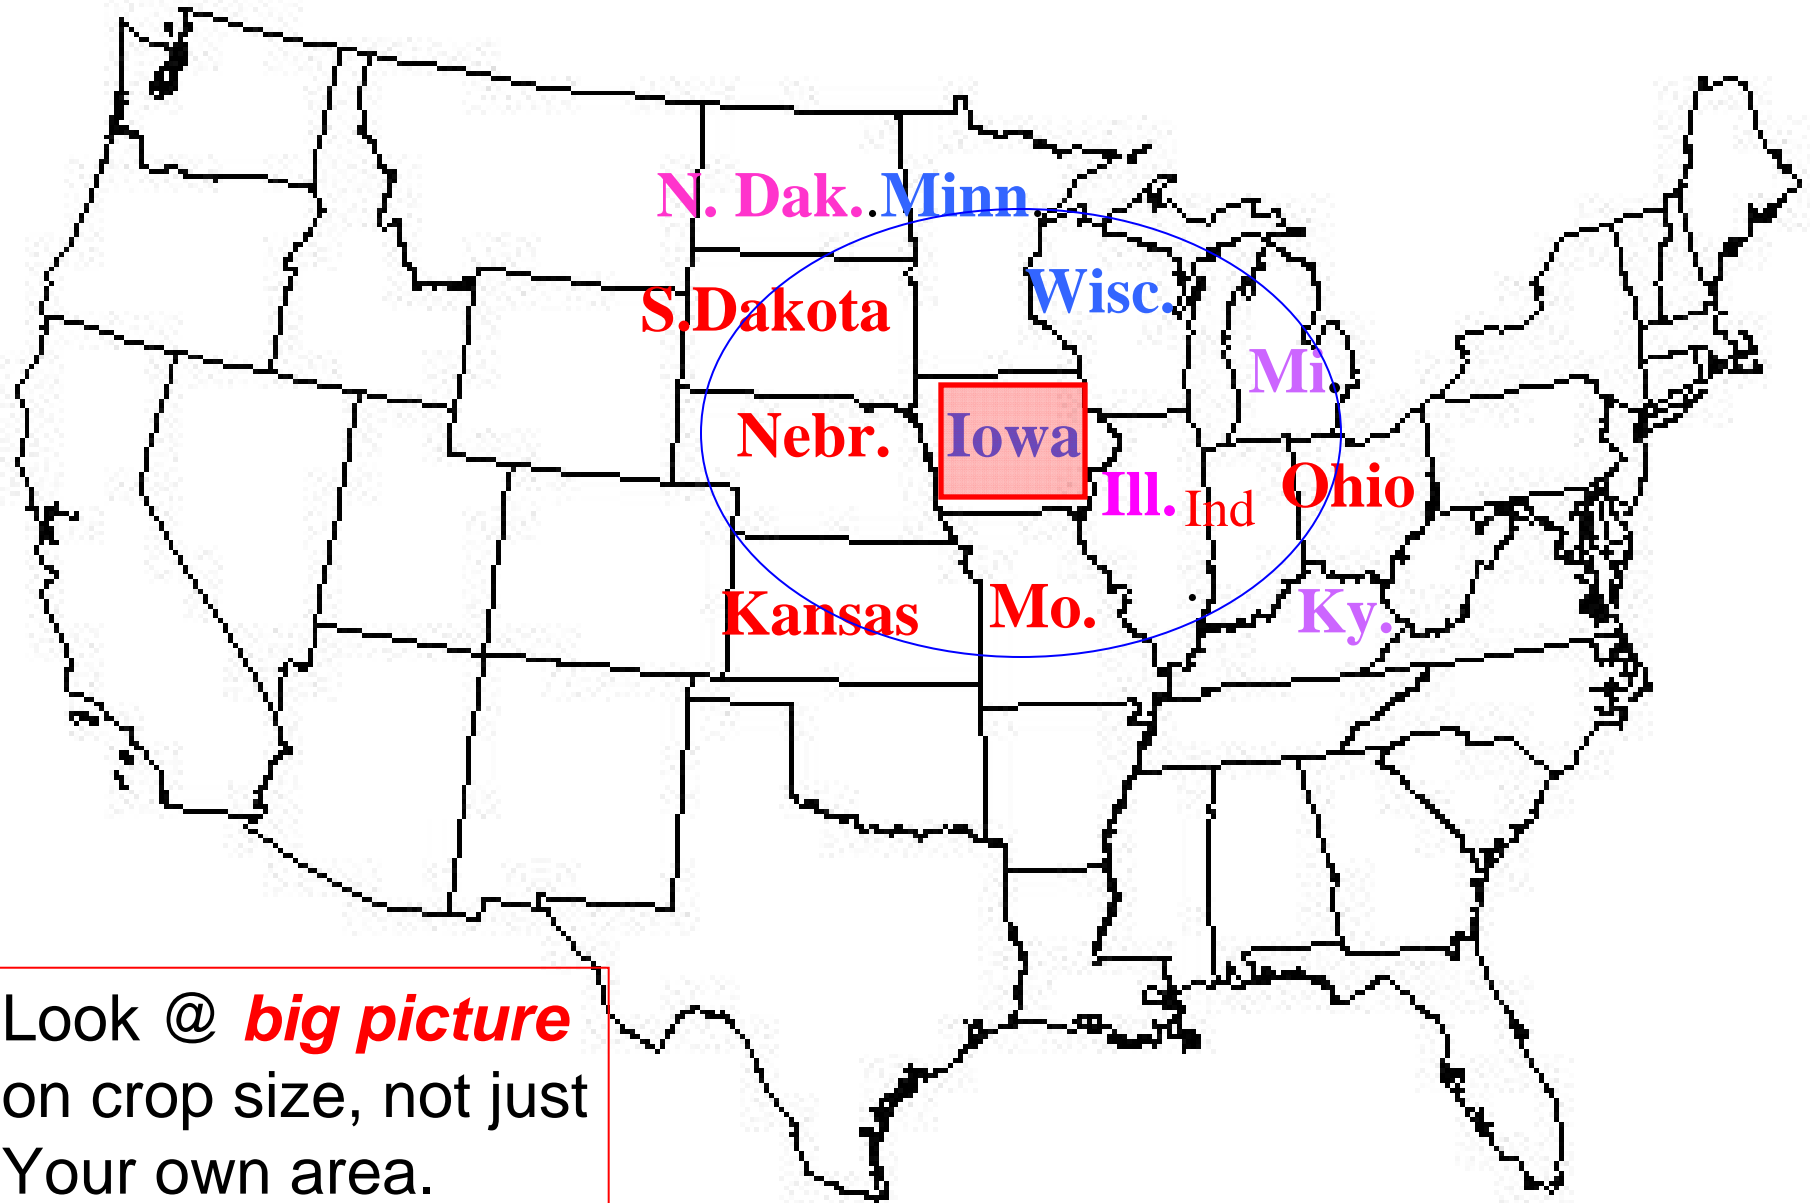 N. Dak..Minn.
S.Dakota
Wisc.
Mi.
Nebr.
Iowa
Ill.
Ind
Ohio
Kansas
Mo.
Ky.
Look @ big picture
on crop size, not just
Your own area.